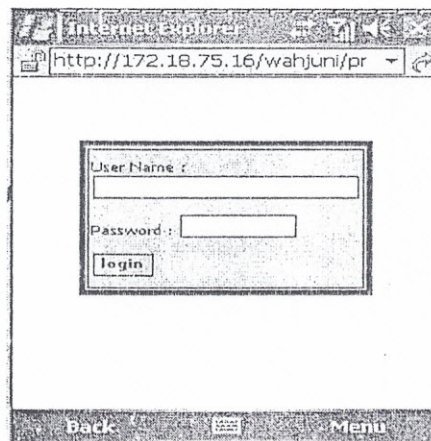 Internet Explorer
http://172.18.75.16/wahjuni/pr
User Name :
Password :
login
Back Menu